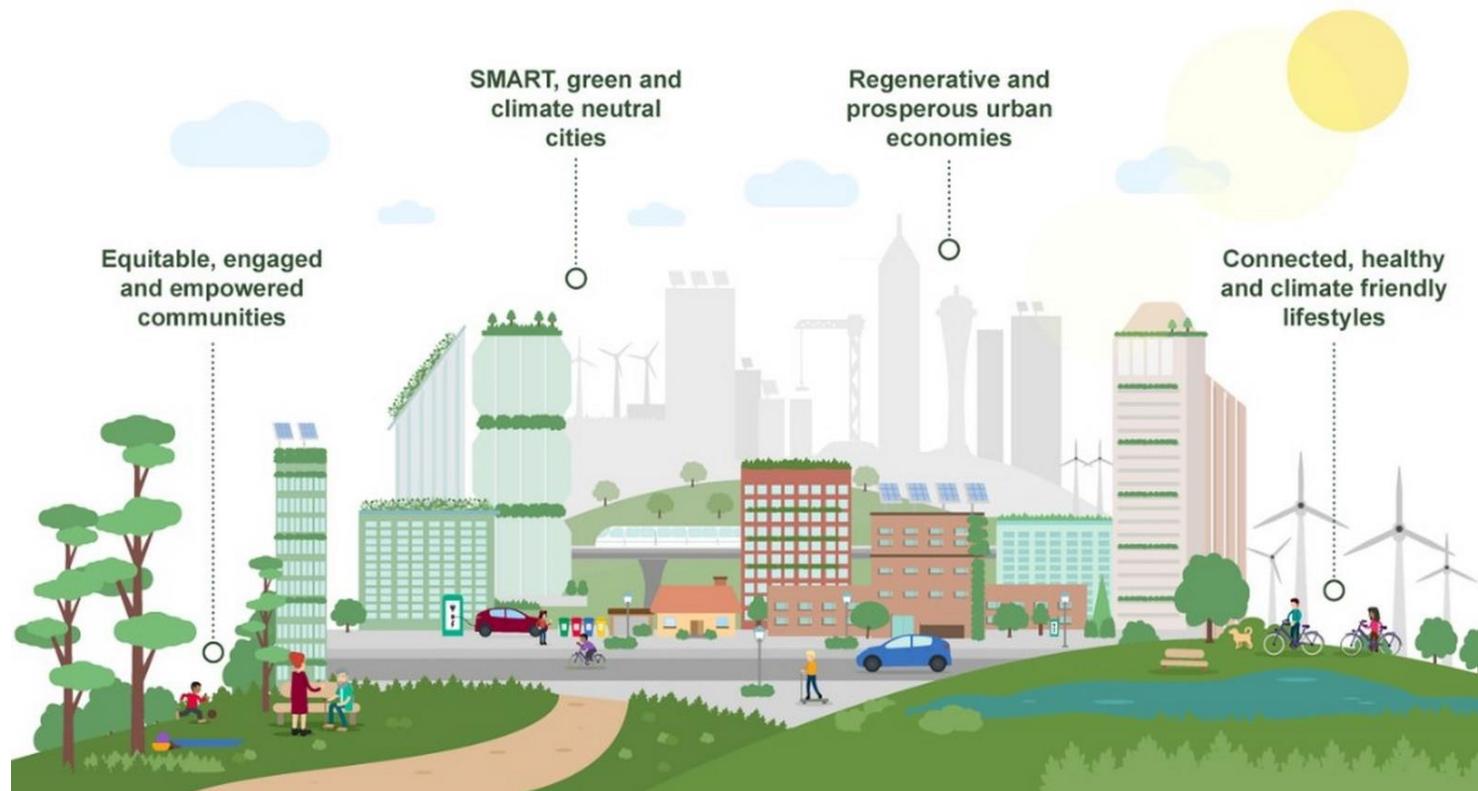 SMART, green and
climate neutral
cities
Regenerative and
prosperous urban
economies
Equitable, engaged
and empowered
communities
Connected, healthy
and climate friendly
lifestyles